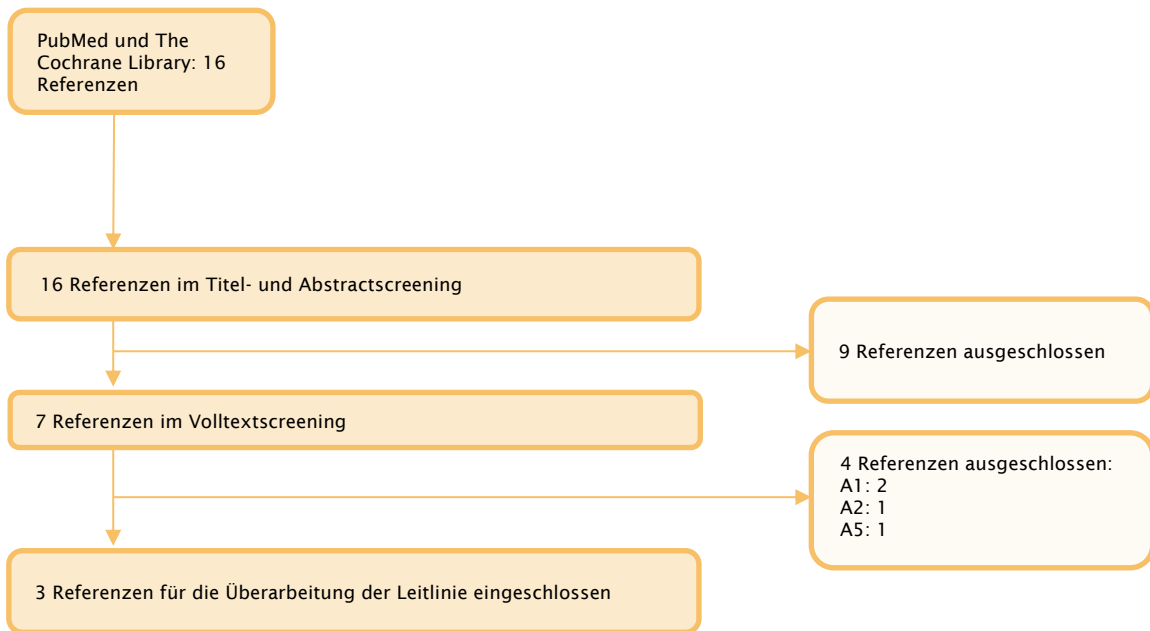 PubMed und The
Cochrane Library: 16
Referenzen
16 Referenzen im Titel- und Abstractscreening
9 Referenzen ausgeschlossen
7 Referenzen im Volltextscreening
4 Referenzen ausgeschlossen:
A1: 2
A2: 1
A5: 1
3 Referenzen für die Überarbeitung der Leitlinie eingeschlossen